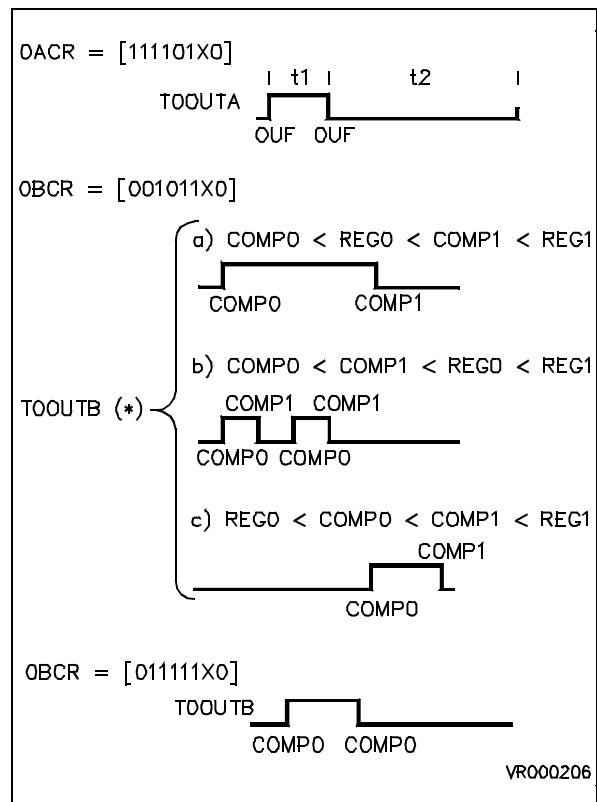 OACR = [111101X0]
t1 t2
TOOUTA
OUF OUF
OBCR = [001011X0]
a) COMP0 < REG0 < COMP1 < REG1
COMP0 COMP1
b) COMP0 < COMP1 < REG0 < REG1
TOOUTB (*)
COMP1 COMP1
COMP0 COMP0
c) REG0 < COMP0 < COMP1 < REG1
COMP1
COMP0
OBCR = [011111X0]
TOOUTB
COMP0 COMP0
VR000206